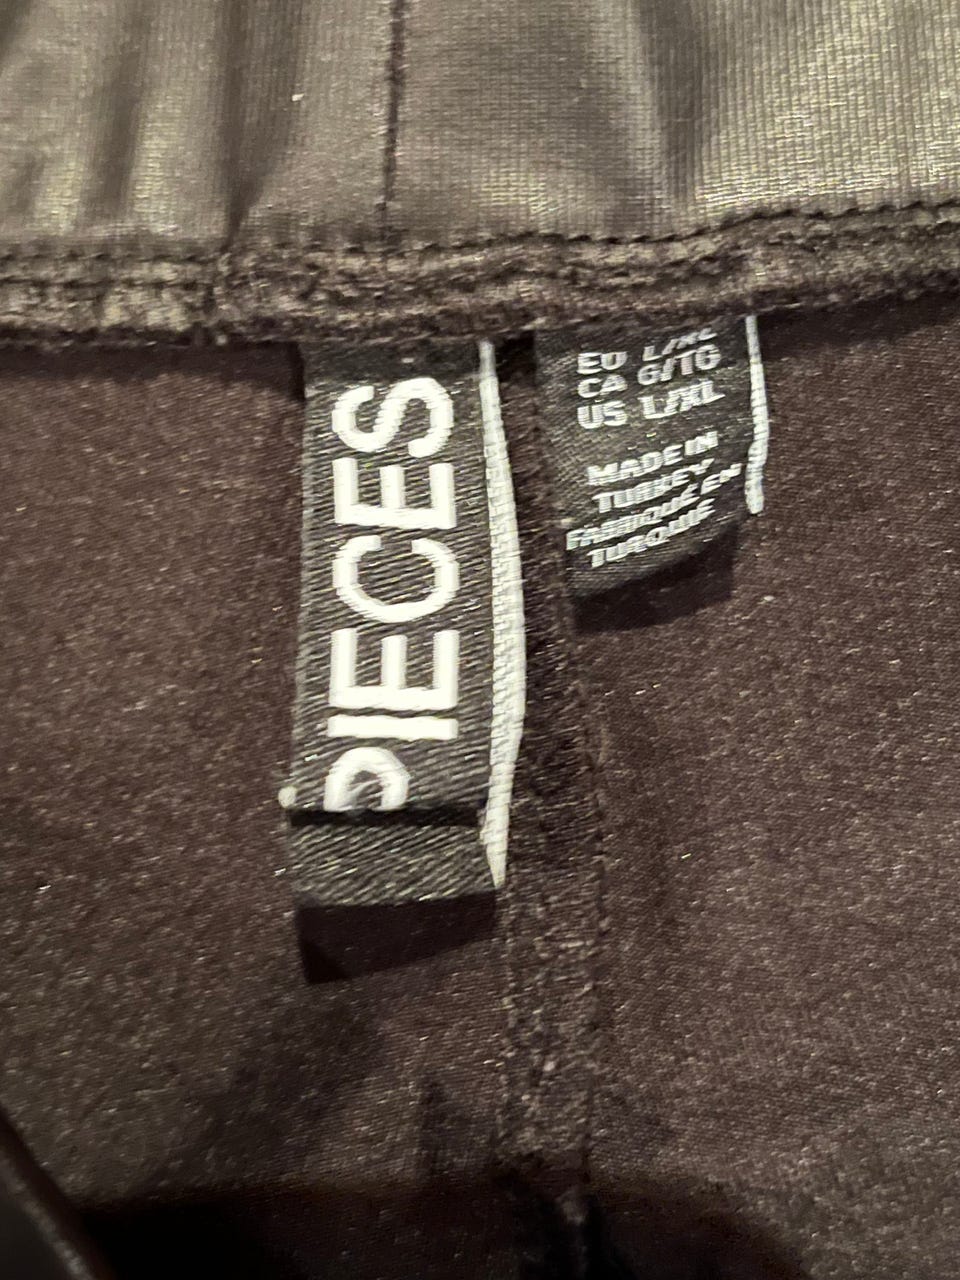 PIECES
EU L/XL
CA G/TG
US L/XL
MADE IN
TURKEY
FABRIQUÉ EN
TURQUIE